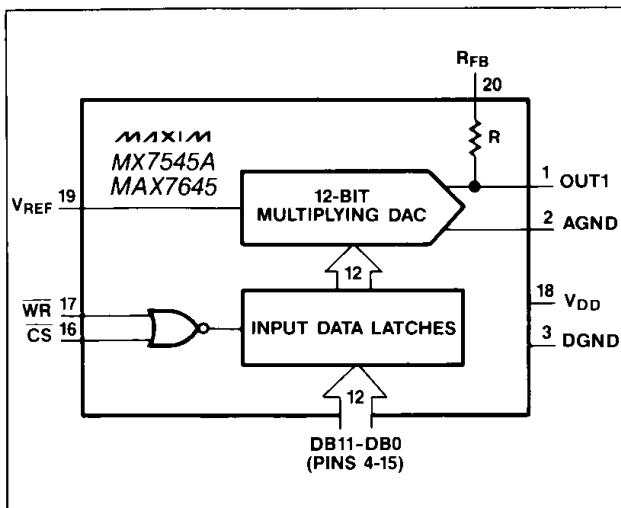 RFB
20
MAXIM
MX7545A
MAX7645
R
12-BIT
MULTIPLYING DAC
1 OUT1
2 AGND
VREF 19
12
WR 17
CS 16
INPUT DATA LATCHES
18 VDD
3 DGND
12
DB11-DB0
(PINS 4-15)